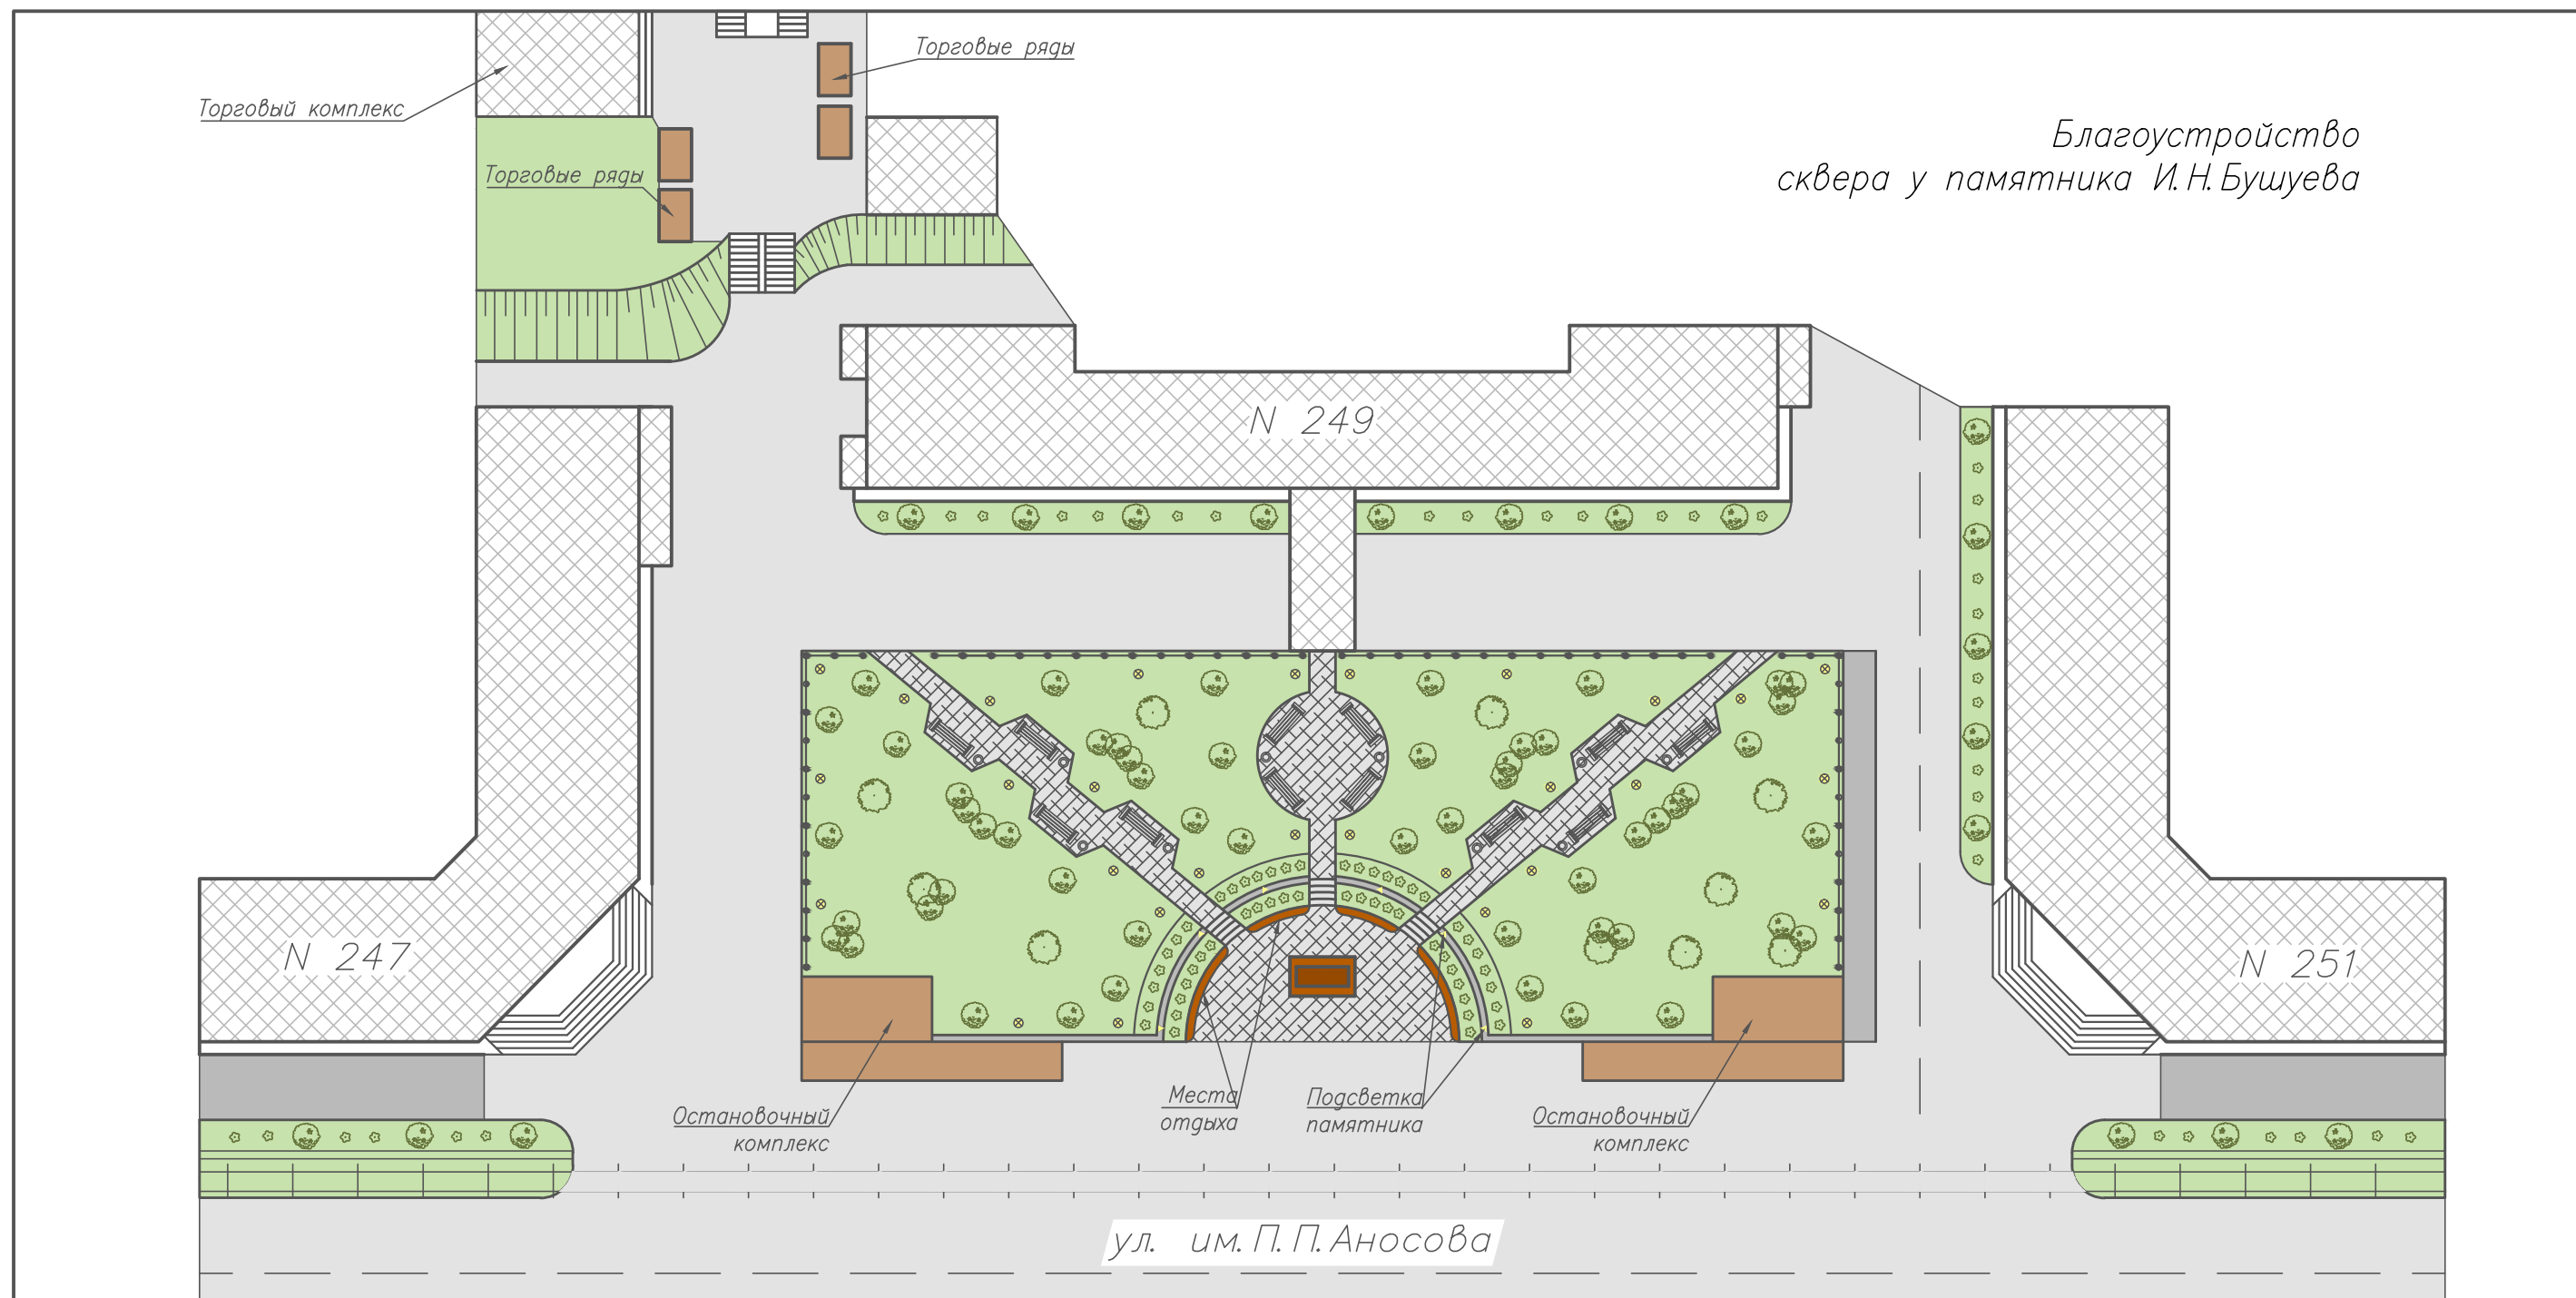 Торговые ряды
Торговый комплекс
Благоустройство
сквера у памятника И.Н.Бушуева
Торговые ряды
N 249
N 247
N 251
Остановочный
комплекс
Места
отдыха
Подсветка
памятника
Остановочный
комплекс
ул. им.П.П.Аносова